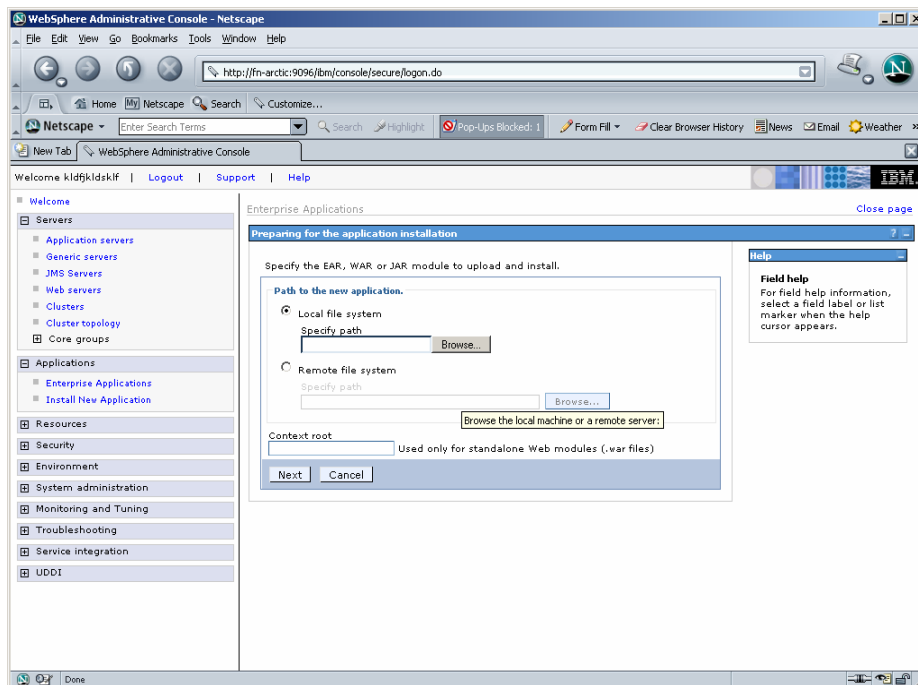 WebSphere Administrative Console - Netscape
File Edit View Go Bookmarks Tools Window Help
http://fn-arctic:9096/ibm/console/secure/logon.do
N
Home My Netscape Search Customize...
N Netscape Enter Search Terms Search Highlight Pop-Ups Blocked: 1 Form Fill Clear Browser History News Email Weather »
New Tab WebSphere Administrative Console
Welcome kldfjkldsklf | Logout | Support | Help IBM.
Welcome
Servers
Application servers
Generic servers
JMS Servers
Web servers
Clusters
Cluster topology
Core groups
Applications
Enterprise Applications
Install New Application
Resources
Security
Environment
System administration
Monitoring and Tuning
Troubleshooting
Service integration
UDDI
Enterprise Applications Close page
Preparing for the application installation ? -
Specify the EAR, WAR or JAR module to upload and install.
Path to the new application.
Local file system
Specify path
Browse...
Remote file system
Specify path
Browse...
Browse the local machine or a remote server:
Context root
Used only for standalone Web modules (.war files)
Next Cancel
Help -
Field help
For field help information,
select a field label or list
marker when the help
cursor appears.
Done